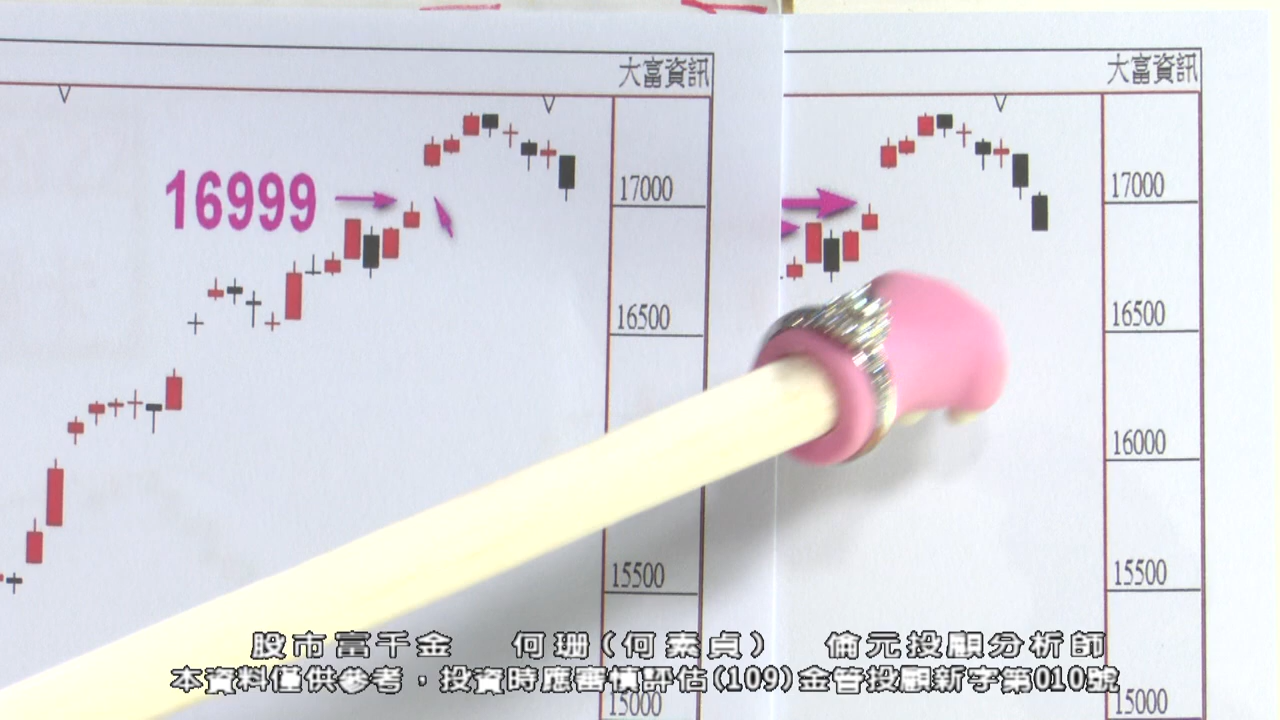 大富資訊
16999
17000
16500
15500
15000
大富資訊
17000
16500
16000
15500
15000
股市富千金 何珊(何素貞) 倫元投顧分析師
本資料僅供參考，投資時應審慎評估(109)金管投顧新字第010號